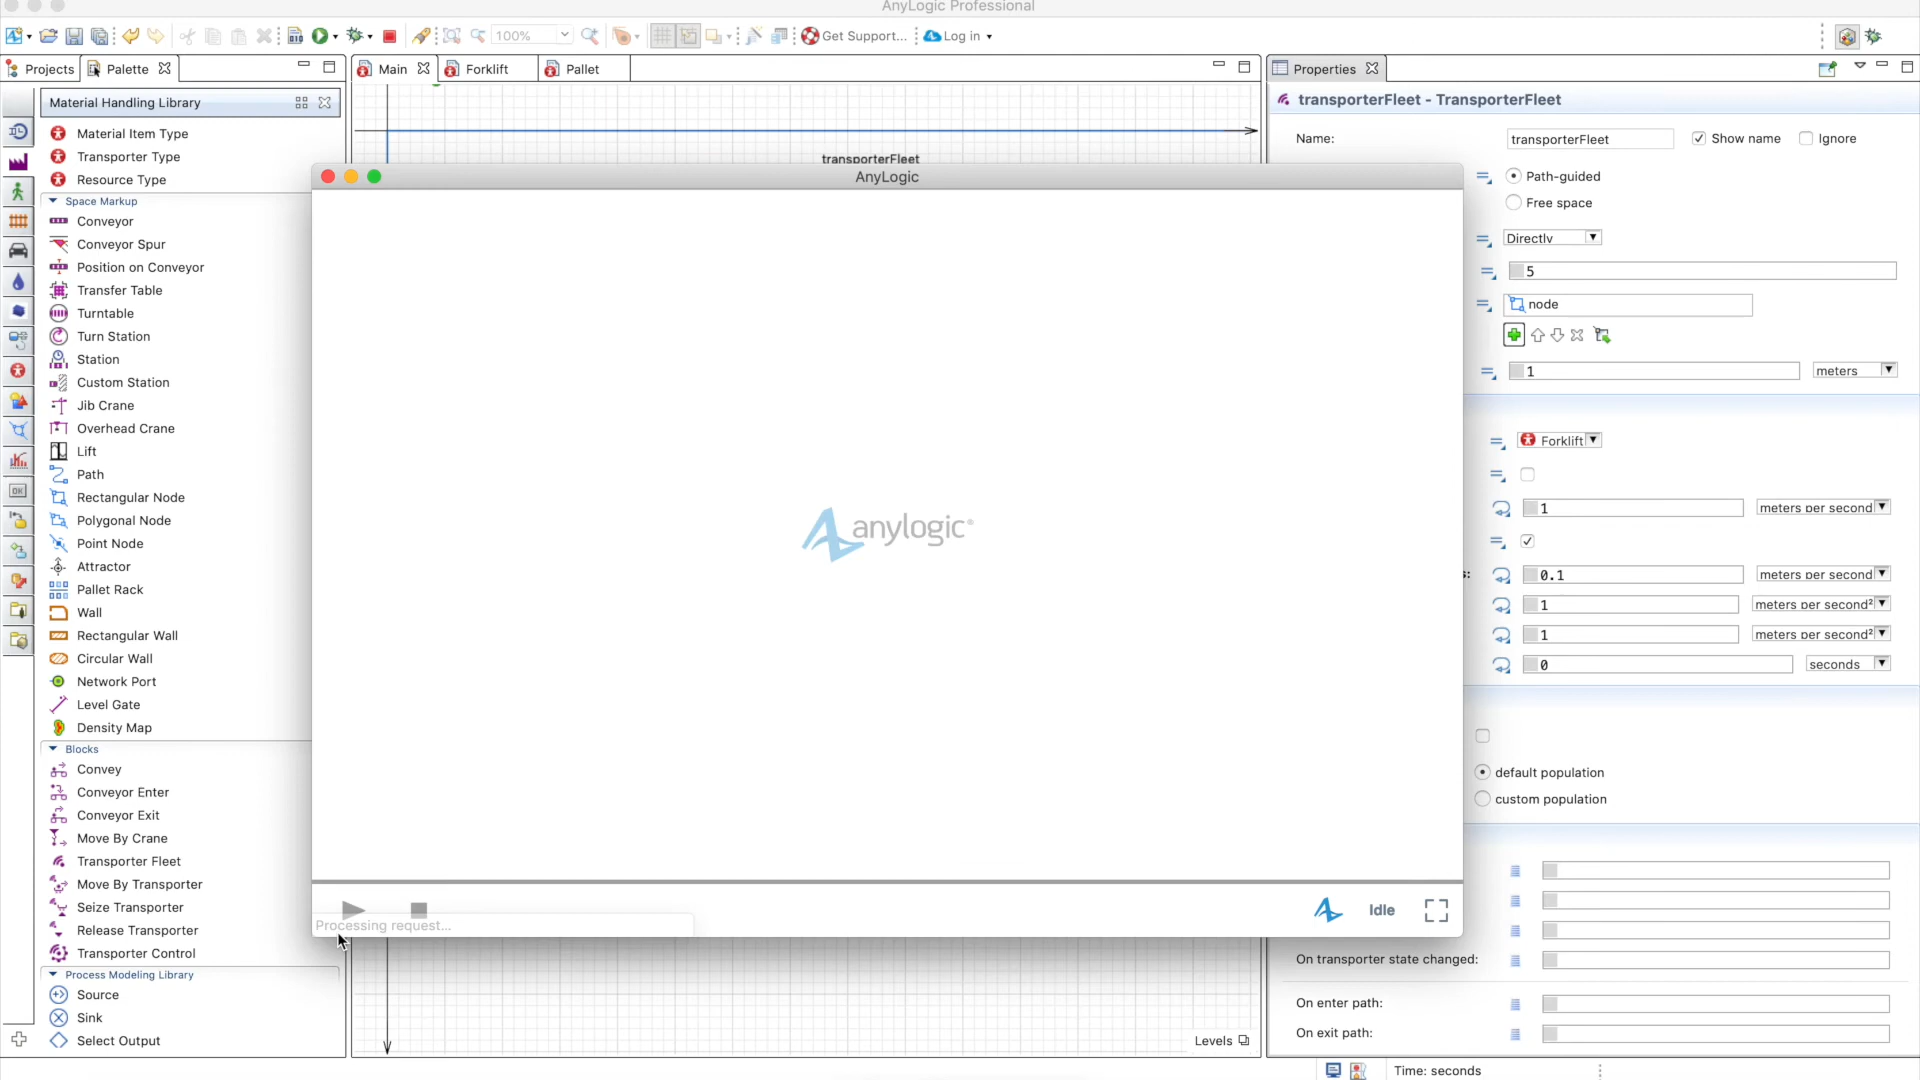 AnyLogic Professional
100%
Get Support...
Log in
Projects
Palette
Main
Forklift
Pallet
Properties
Material Handling Library
Material Item Type
Transporter Type
Resource Type
Space Markup
Conveyor
Conveyor Spur
Position on Conveyor
Transfer Table
Turntable
Turn Station
Station
Custom Station
Jib Crane
Overhead Crane
Lift
Path
Rectangular Node
Polygonal Node
Point Node
Attractor
Pallet Rack
Wall
Rectangular Wall
Circular Wall
Network Port
Level Gate
Density Map
Blocks
Convey
Conveyor Enter
Conveyor Exit
Move By Crane
Transporter Fleet
Move By Transporter
Seize Transporter
Release Transporter
Transporter Control
Process Modeling Library
Source
Sink
Select Output
OK
transporterFleet
AnyLogic
anylogic®
Processing request...
Idle
Levels
transporterFleet - TransporterFleet
Name:
transporterFleet
Show name
Ignore
Path-guided
Free space
Directly
5
node
1
meters
Forklift
1
meters per second
s:
0.1
meters per second
1
meters per second²
1
meters per second²
0
seconds
default population
custom population
On transporter state changed:
On enter path:
On exit path:
Time: seconds